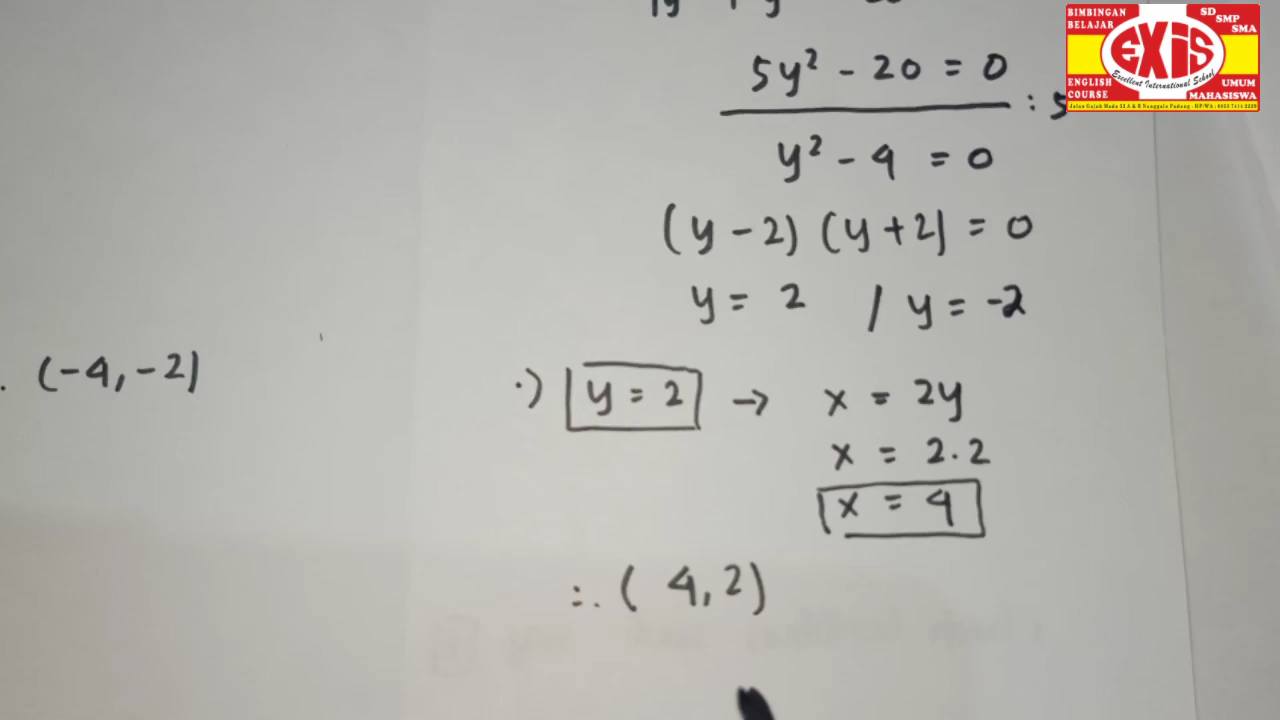 BIMBINGAN
BELAJAR
SD
SMP
SMA
EXIS
Excellent International School
ENGLISH
COURSE
UMUM
MAHASISWA
5y² - 20 = 0
: 5
y² - 4 = 0
(y - 2) (y + 2) = 0
y = 2 / y = -2
. (-4, -2)
·) y = 2 → x = 2y
x = 2.2
x = 4
∴ (4, 2)